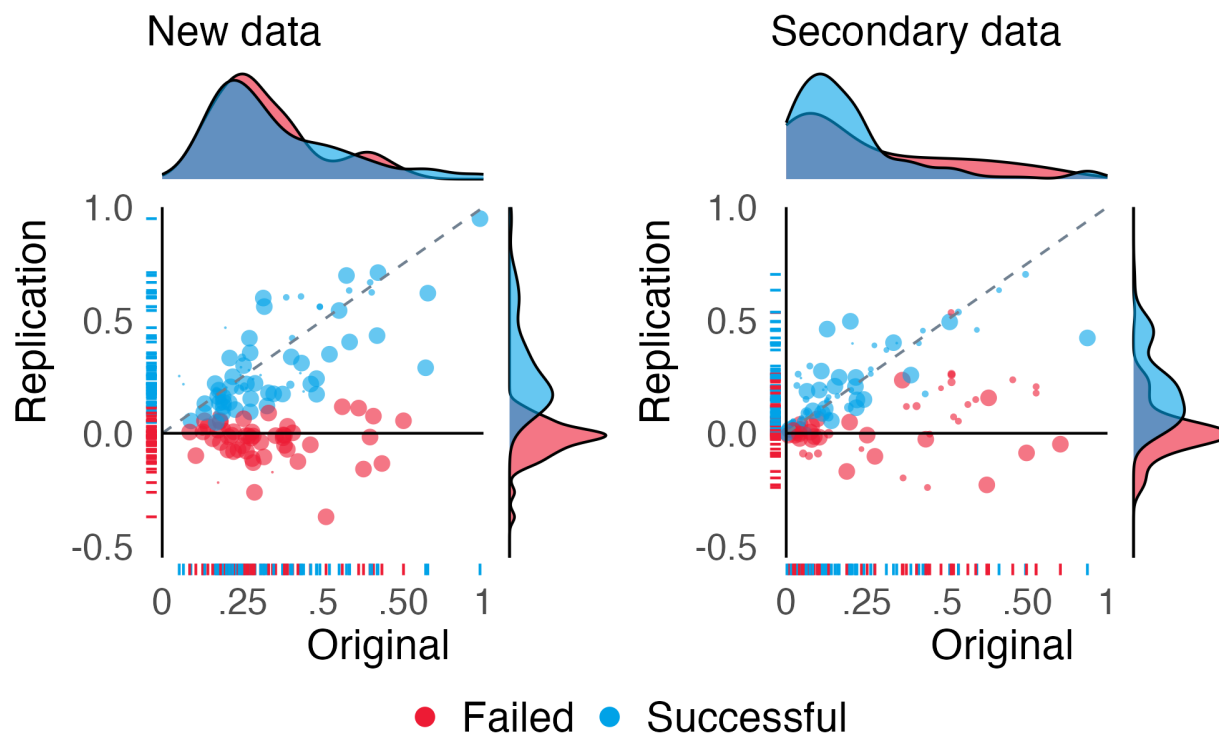 New data
Secondary data
Replication
1.0
0.5
0.0
-0.5
0 .25 .5 .50 1
Original
Replication
1.0
0.5
0.0
-0.5
0 .25 .5 .50 1
Original
Failed Successful